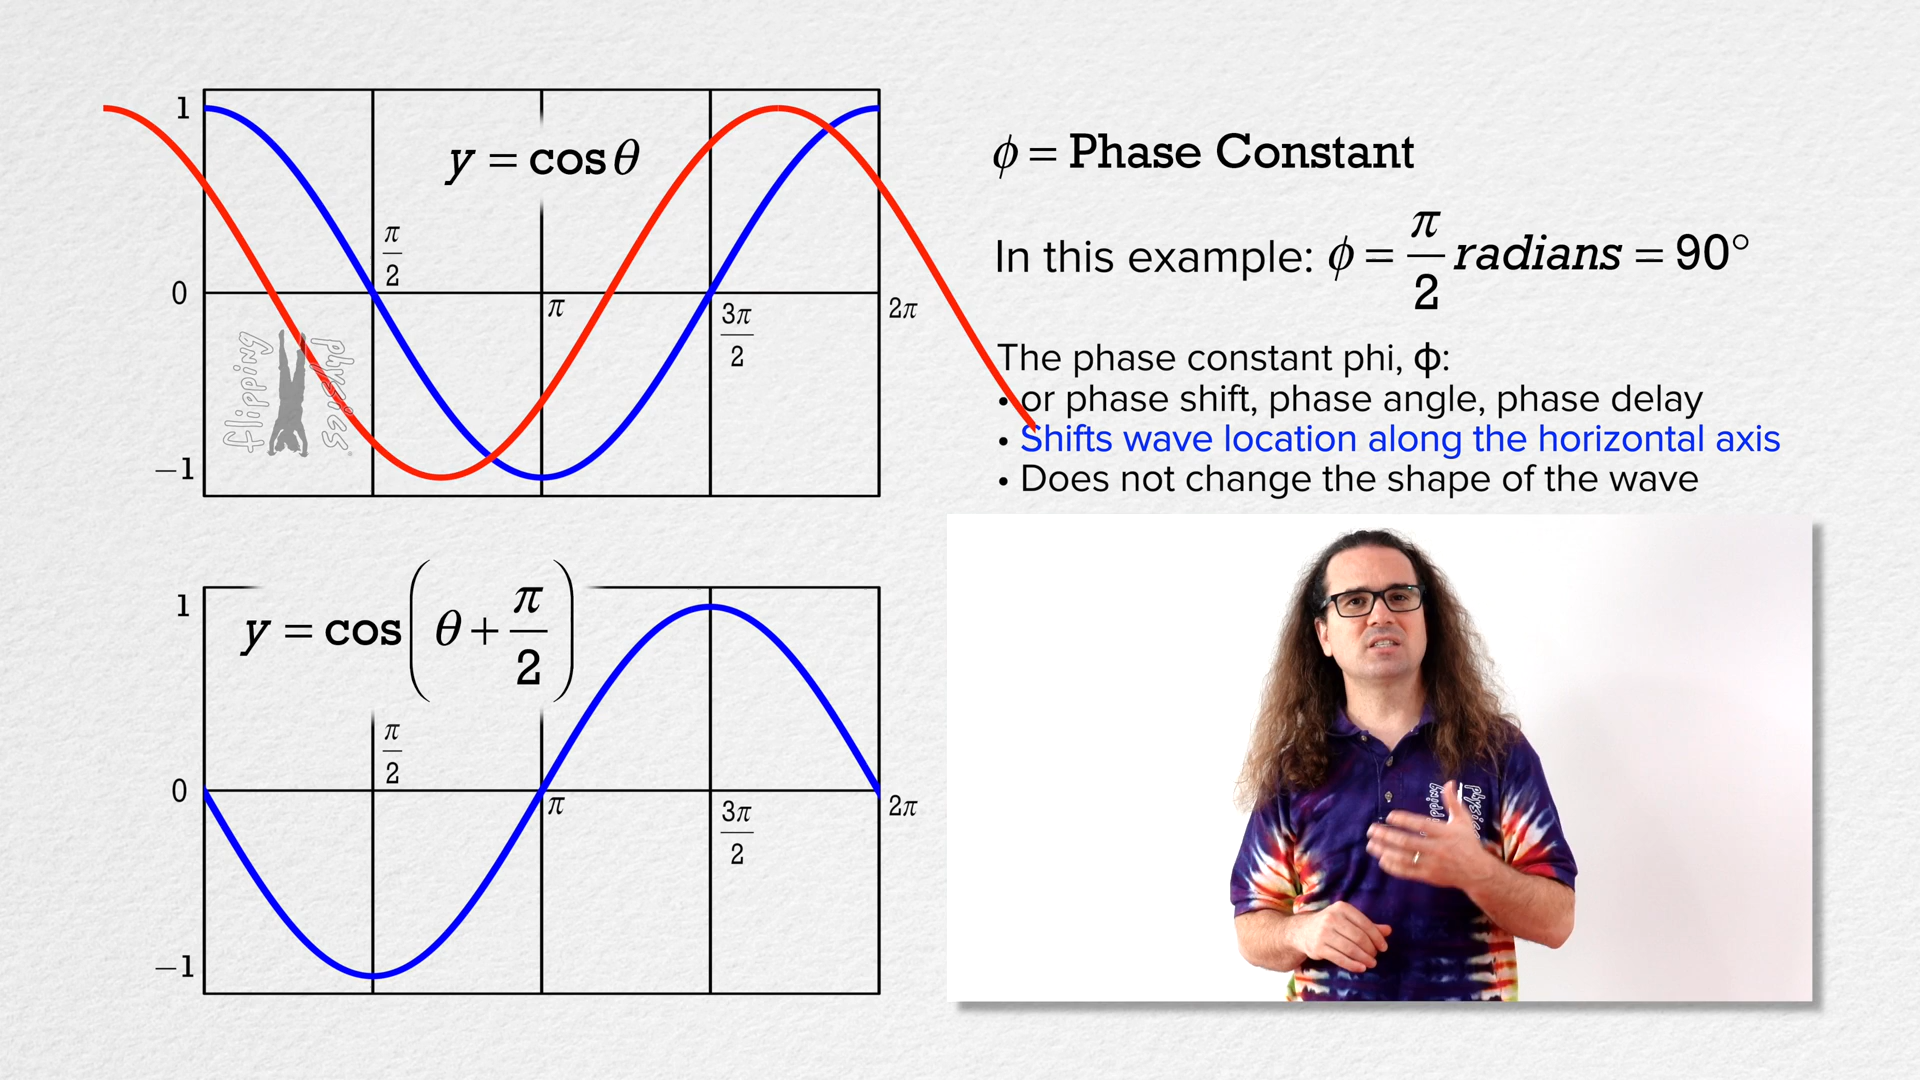 1
y = cos θ
π/2
0
π
3π/2
2π
−1
flipping physics
ϕ = Phase Constant
In this example: ϕ = π/2 radians = 90°
The phase constant phi, ϕ:
• or phase shift, phase angle, phase delay
• Shifts wave location along the horizontal axis
• Does not change the shape of the wave
1
y = cos(θ + π/2)
π/2
0
π
3π/2
2π
−1